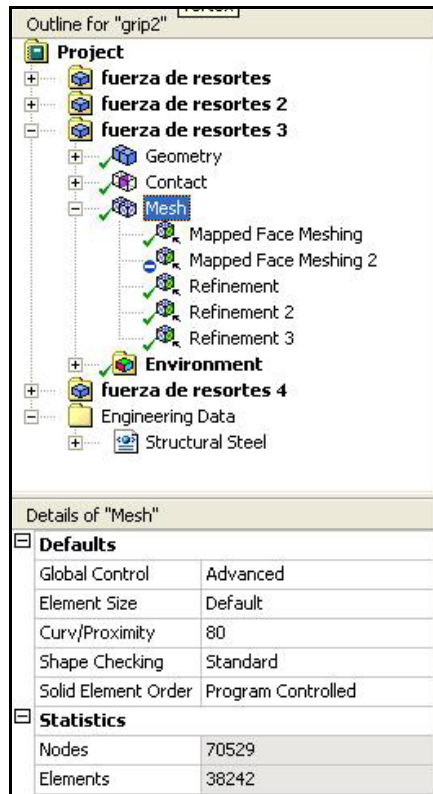 Outline for "grip2"
Project
fuerza de resortes
fuerza de resortes 2
fuerza de resortes 3
Geometry
Contact
Mesh
Mapped Face Meshing
Mapped Face Meshing 2
Refinement
Refinement 2
Refinement 3
Environment
fuerza de resortes 4
Engineering Data
Structural Steel
Details of "Mesh"
Defaults
Global Control Advanced
Element Size Default
Curv/Proximity 80
Shape Checking Standard
Solid Element Order Program Controlled
Statistics
Nodes 70529
Elements 38242